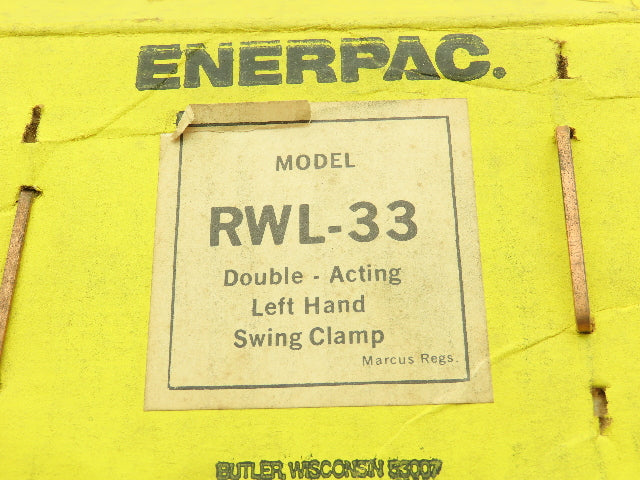 ENERPAC.
MODEL
RWL-33
Double - Acting
Left Hand
Swing Clamp
Marcus Regs.
BUTLER, WISCONSIN 53007